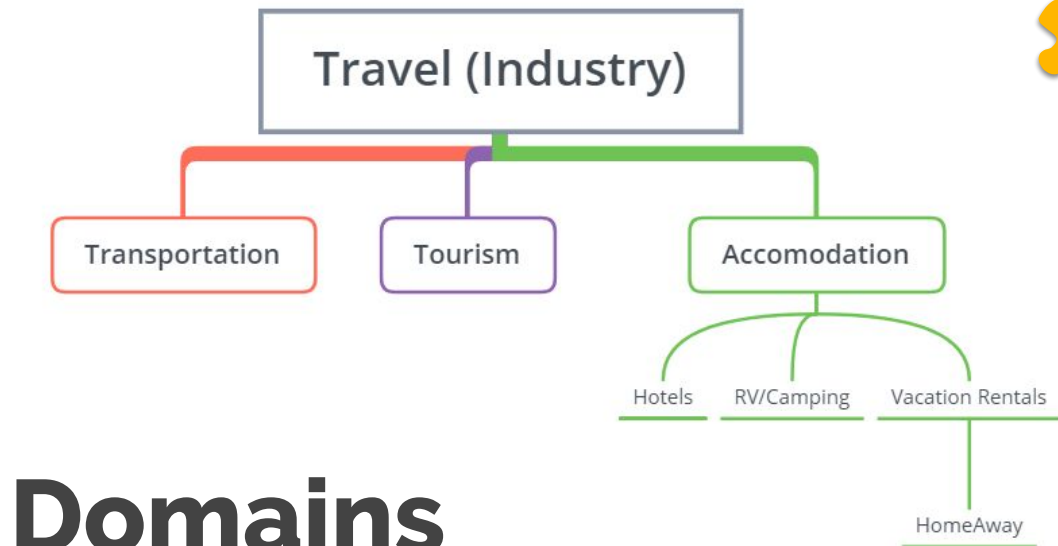 Travel (Industry)
Transportation
Tourism
Accomodation
Hotels
RV/Camping
Vacation Rentals
HomeAway
Domains